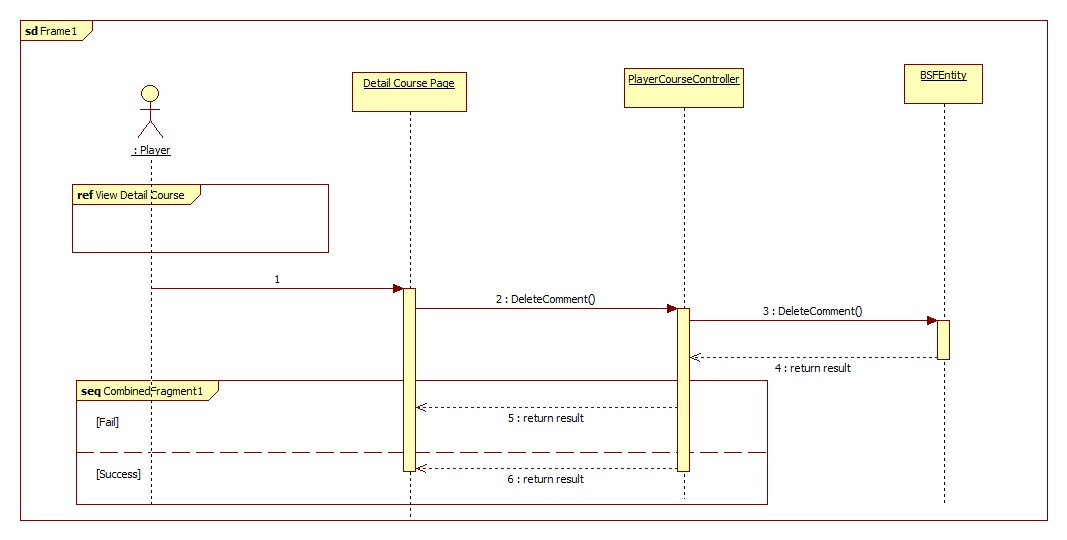 sd Frame1
Detail Course Page
PlayerCourseController
BSFEntity
: Player
ref View Detail Course
1
2 : DeleteComment()
3 : DeleteComment()
4 : return result
seq CombinedFragment1
5 : return result
[Fail]
[Success]
6 : return result